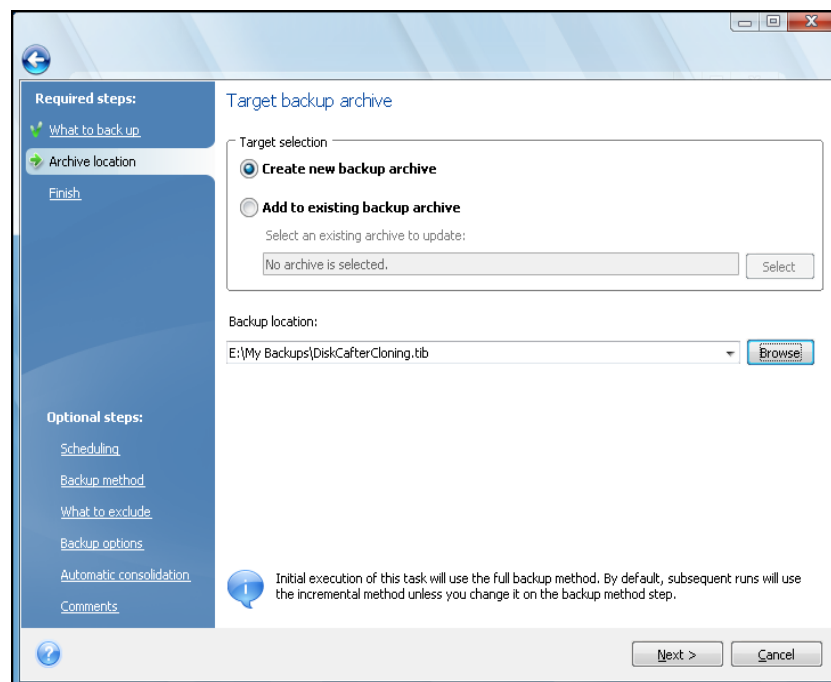 Required steps:
What to back up
Archive location
Finish
Target backup archive
Target selection
Create new backup archive
Add to existing backup archive
Select an existing archive to update:
No archive is selected.
Select
Backup location:
E:\My Backups\DiskCafterCloning.tib
Browse
Optional steps:
Scheduling
Backup method
What to exclude
Backup options
Automatic consolidation
Comments
Initial execution of this task will use the full backup method. By default, subsequent runs will use
the incremental method unless you change it on the backup method step.
Next >
Cancel